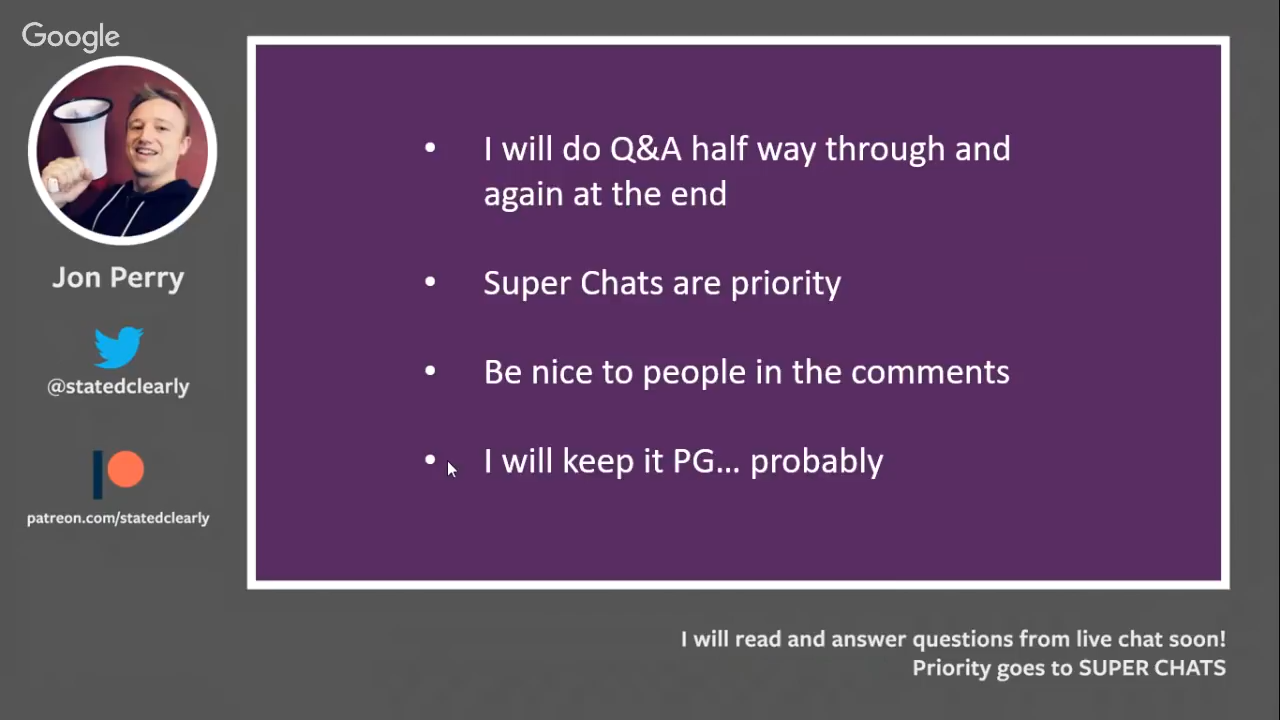 Google
Jon Perry
@statedclearly
patreon.com/statedclearly
• I will do Q&A half way through and
again at the end
• Super Chats are priority
• Be nice to people in the comments
• I will keep it PG... probably
I will read and answer questions from live chat soon!
Priority goes to SUPER CHATS